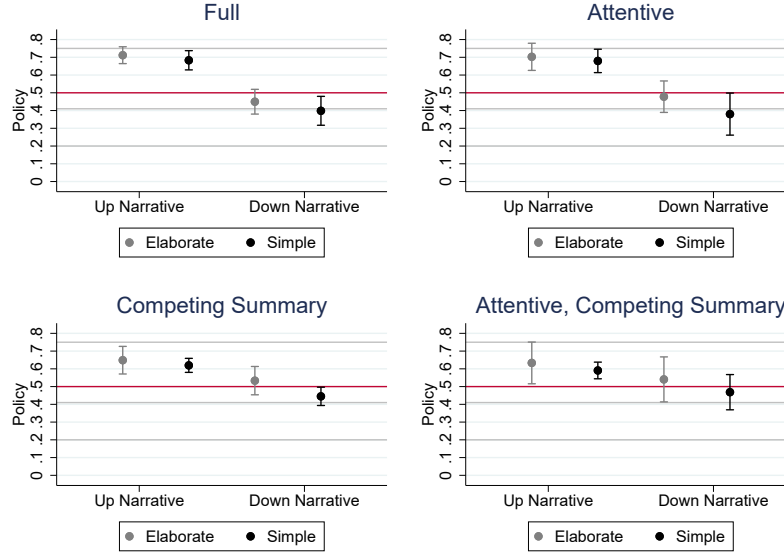 Full
Policy
0 .1 .2 .3 .4 .5 .6 .7 .8
Up Narrative Down Narrative
Elaborate Simple
Attentive
Policy
0 .1 .2 .3 .4 .5 .6 .7 .8
Up Narrative Down Narrative
Elaborate Simple
Competing Summary
Policy
0 .1 .2 .3 .4 .5 .6 .7 .8
Up Narrative Down Narrative
Elaborate Simple
Attentive, Competing Summary
Policy
0 .1 .2 .3 .4 .5 .6 .7 .8
Up Narrative Down Narrative
Elaborate Simple